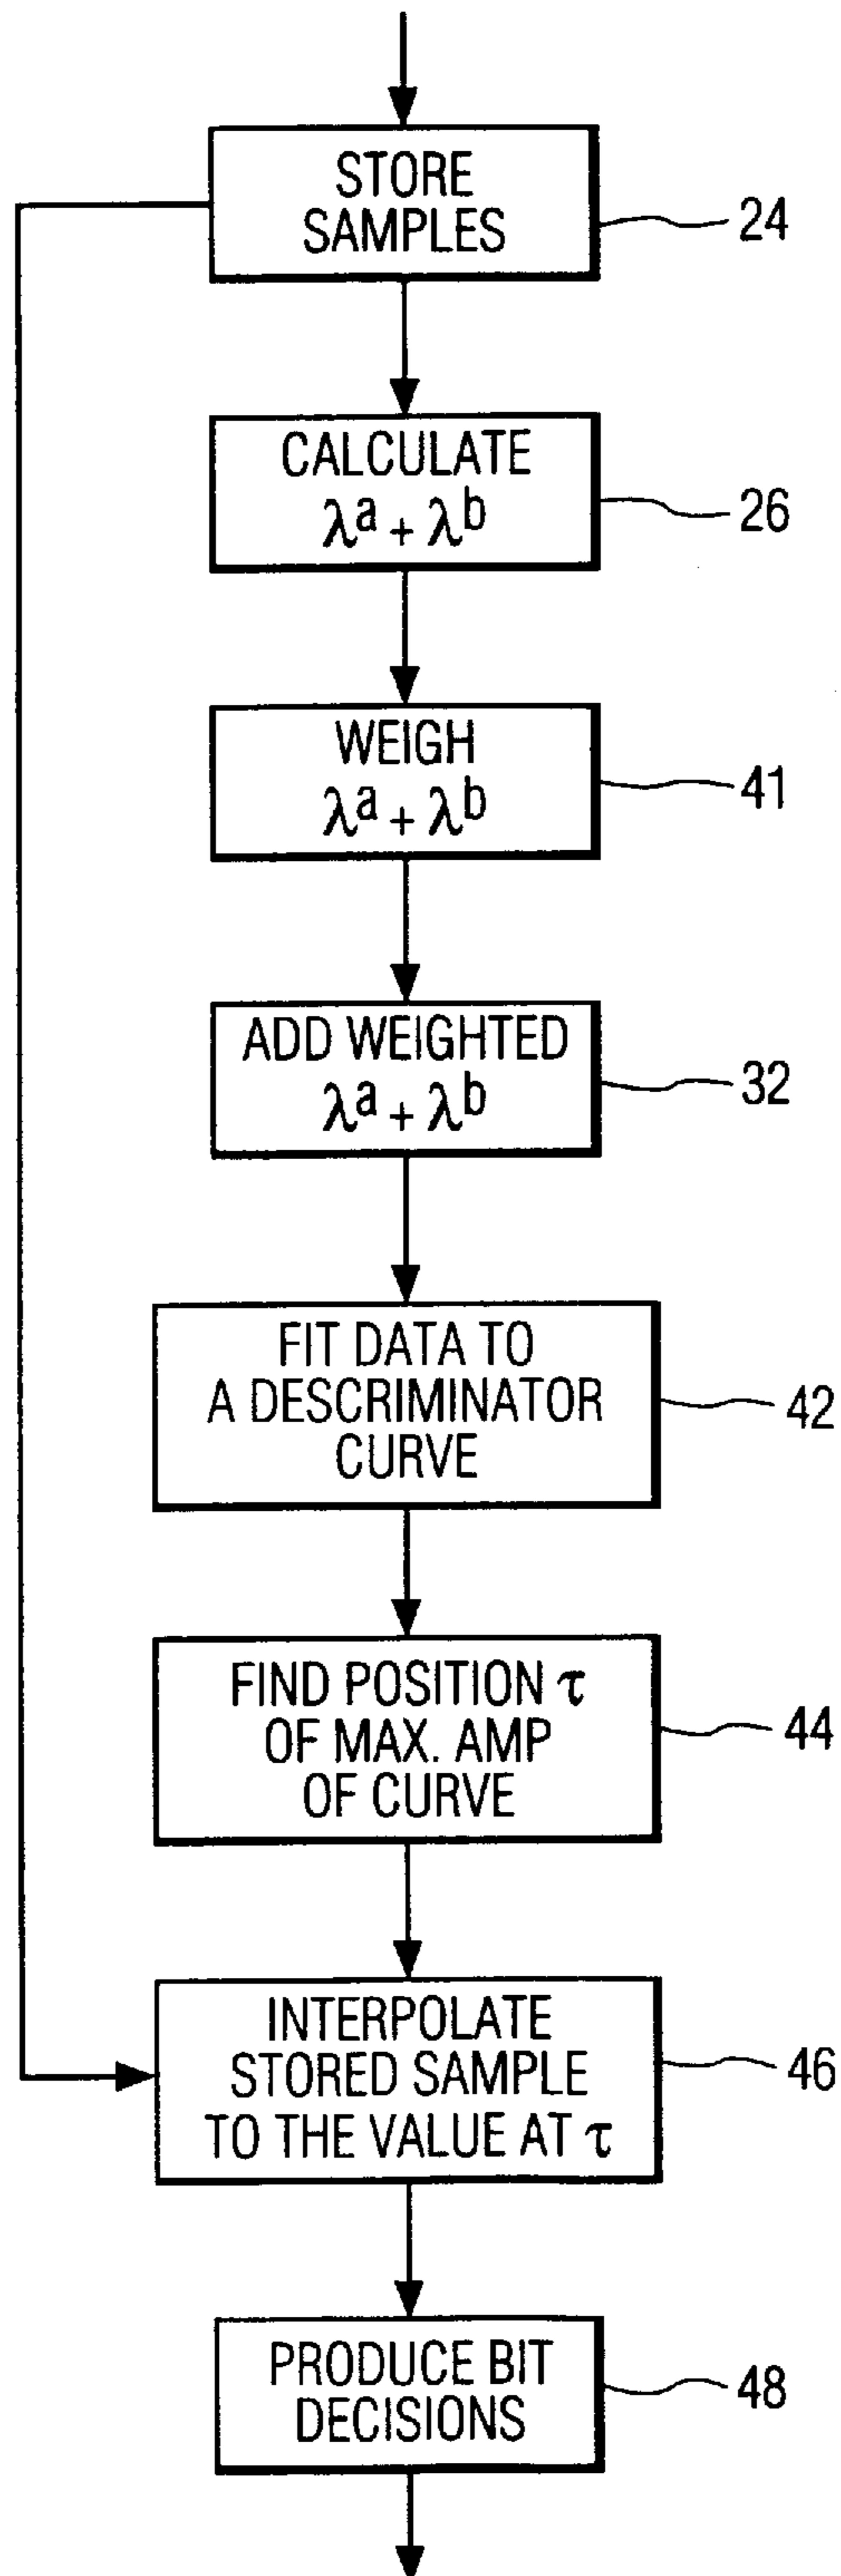 STORE
SAMPLES
24
CALCULATE
λᵃ + λᵇ
26
WEIGH
λᵃ + λᵇ
41
ADD WEIGHTED
λᵃ + λᵇ
32
FIT DATA TO
A DESCRIMINATOR
CURVE
42
FIND POSITION τ
OF MAX. AMP
OF CURVE
44
INTERPOLATE
STORED SAMPLE
TO THE VALUE AT τ
46
PRODUCE BIT
DECISIONS
48